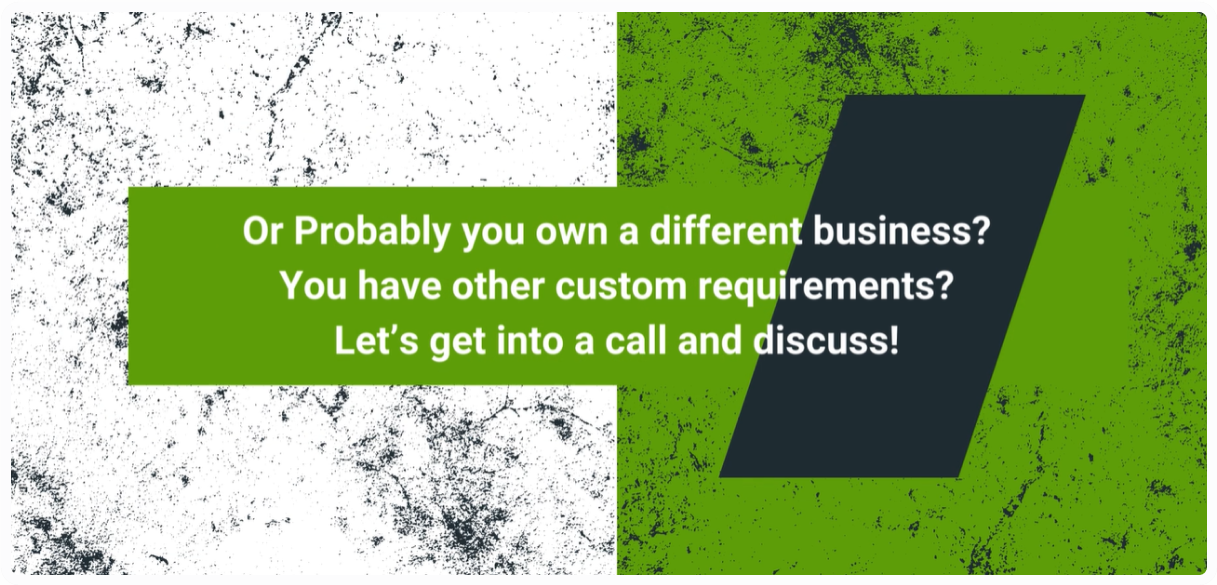 Or Probably you own a different business?
You have other custom requirements?
Let’s get into a call and discuss!